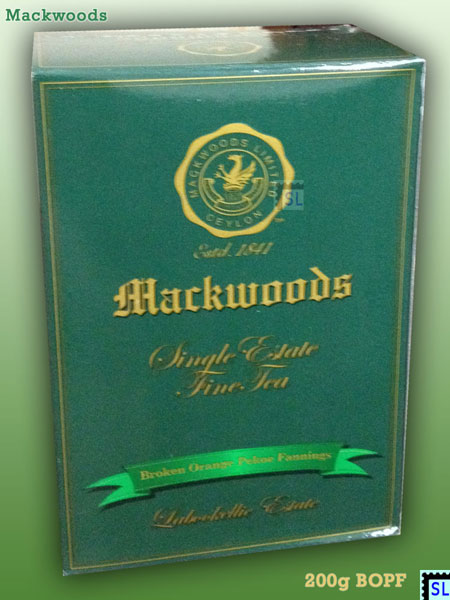 Mackwoods
MACKWOODS LIMITED
CEYLON
SL
Estd. 1841
Mackwoods
Single Estate
Fine Tea
Broken Orange Pekoe Fannings
Labookellie Estate
200g BOPF
SL